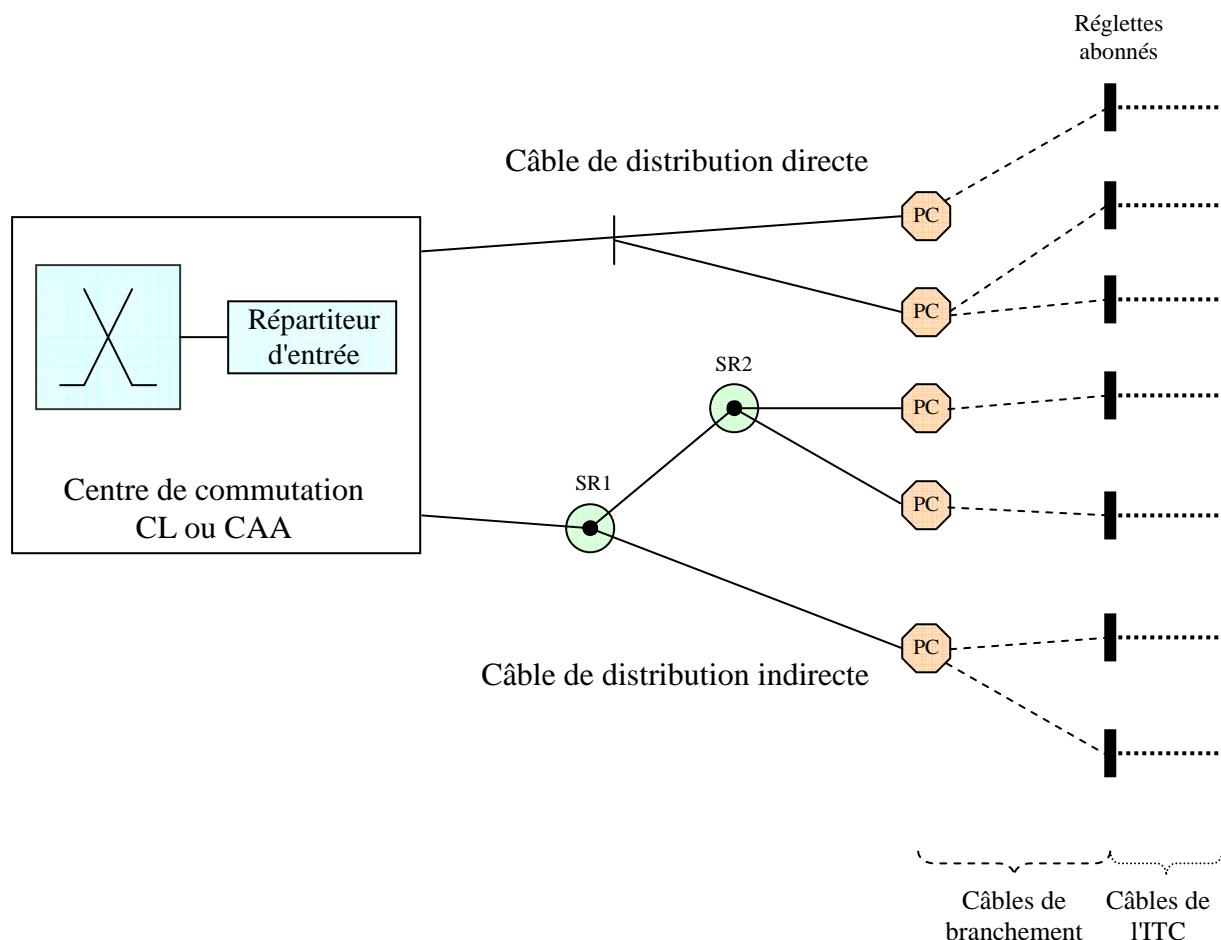 Réglettes
abonnés
Câble de distribution directe
PC
Répartiteur
d'entrée
PC
SR2
PC
Centre de commutation
CL ou CAA
SR1
PC
PC
Câble de distribution indirecte
Câbles de
branchement
Câbles de
l'ITC